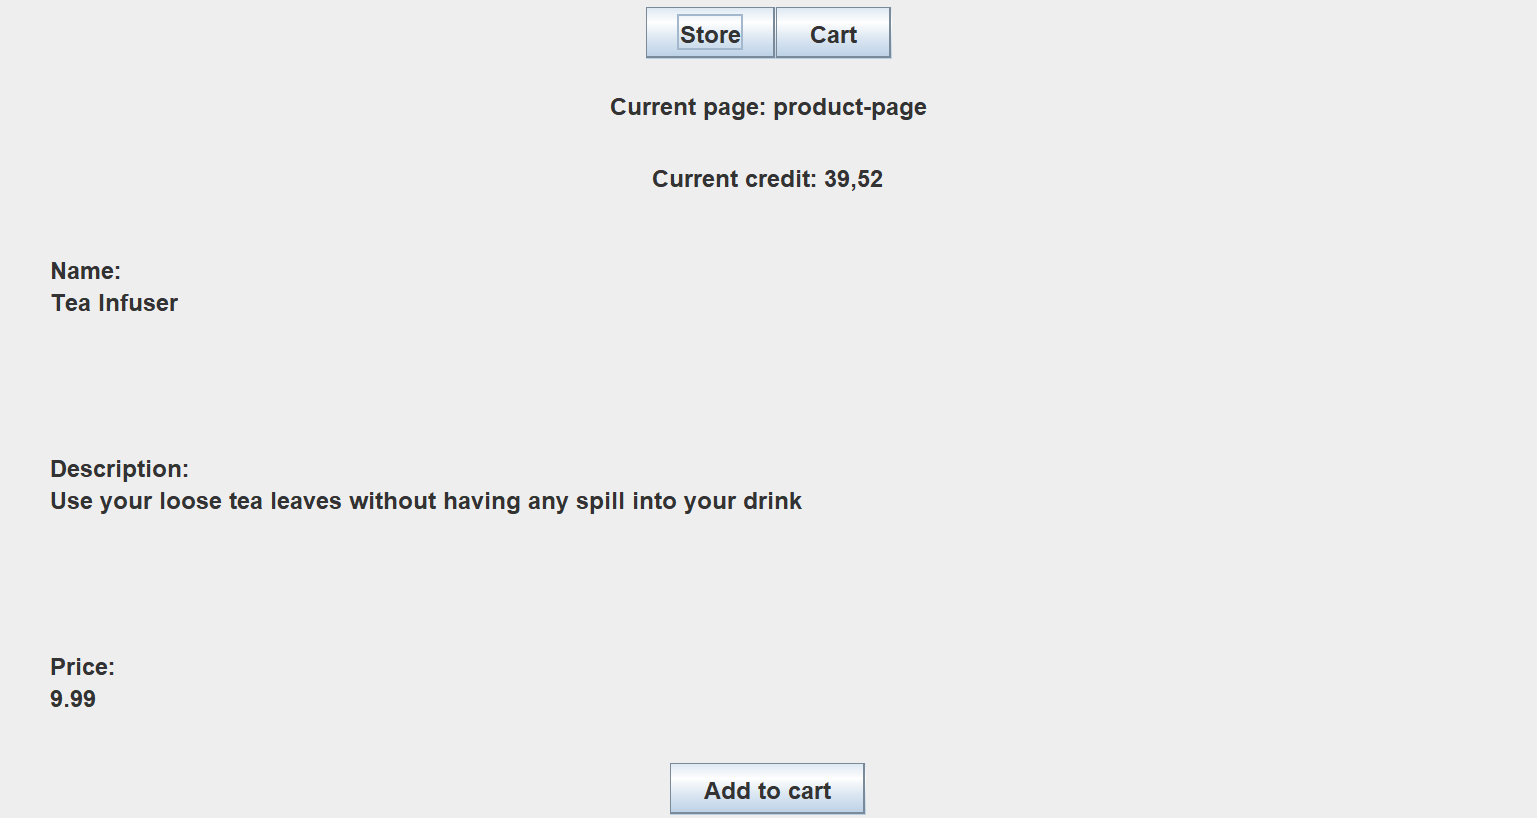 Store Cart
Current page: product-page
Current credit: 39,52
Name:
Tea Infuser
Description:
Use your loose tea leaves without having any spill into your drink
Price:
9.99
Add to cart